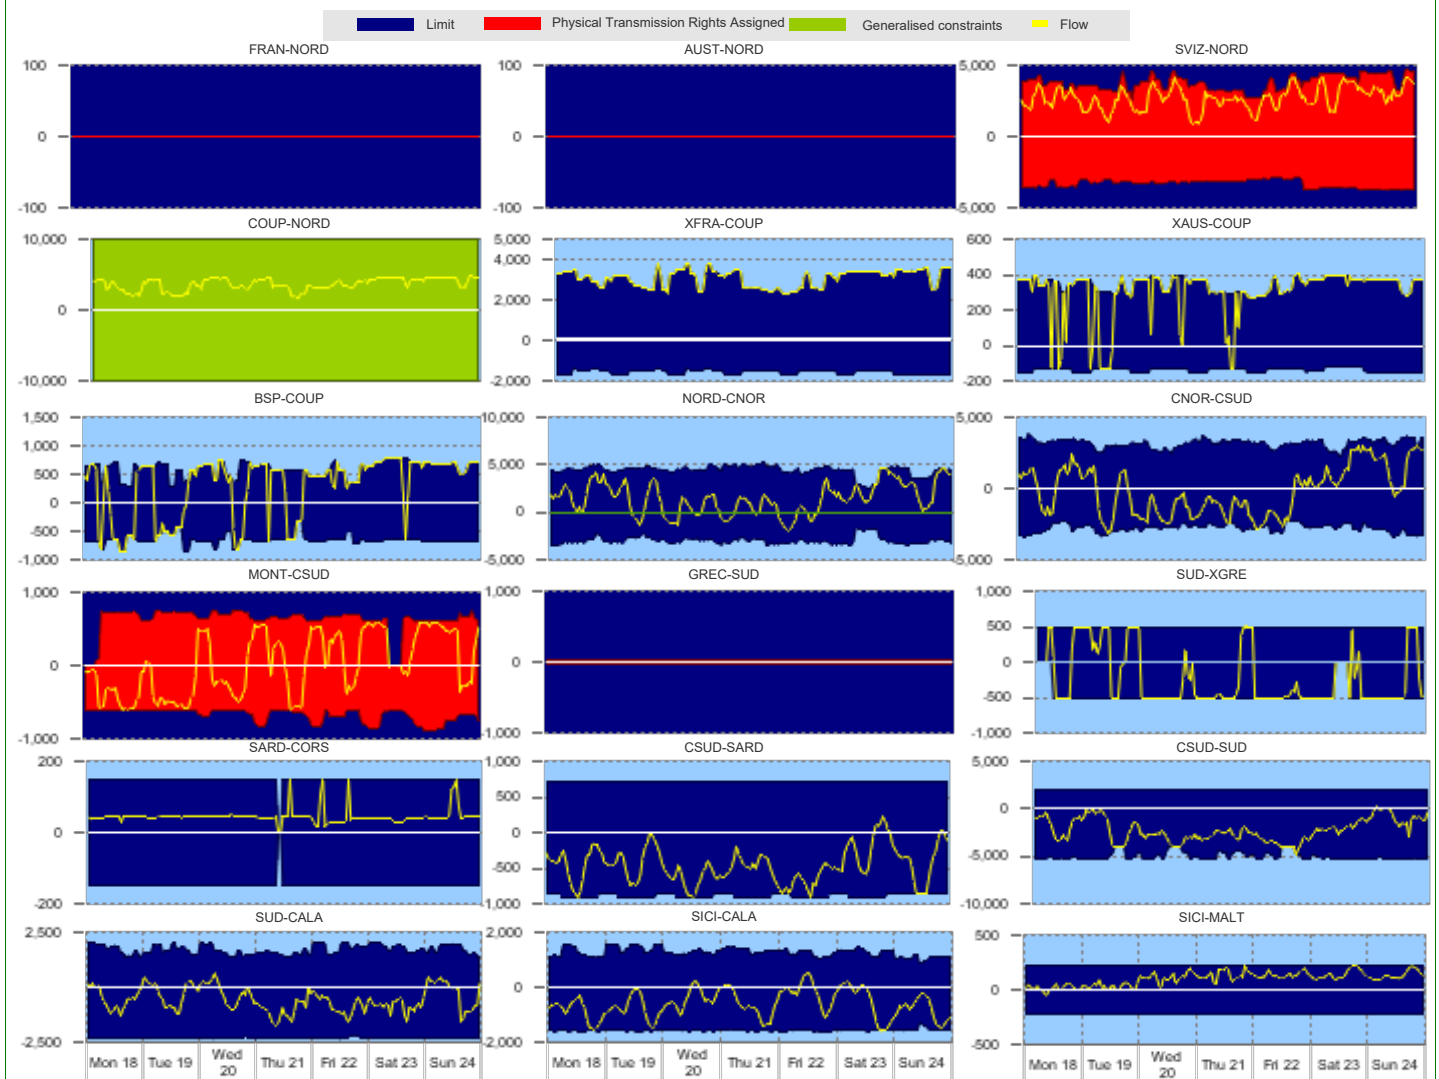 Limit Physical Transmission Rights Assigned Generalised constraints Flow
FRAN-NORD AUST-NORD SVIZ-NORD
100 100 5,000
0 0 0
-100 -100 -5,000
COUP-NORD XFRA-COUP XAUS-COUP
10,000 5,000 600
4,000 400
2,000 200
0 0 0
-10,000 -2,000 -200
BSP-COUP NORD-CNOR CNOR-CSUD
1,500 10,000 5,000
1,000
500 5,000
0 0 0
-500
-1,000 -5,000 -5,000
MONT-CSUD GREC-SUD SUD-XGRE
1,000 1,000 1,000
500
0 0 0
-500
-1,000 -1,000 -1,000
SARD-CORS CSUD-SARD CSUD-SUD
200 1,000 5,000
500
0 0 0
-500 -5,000
-200 -1,000 -10,000
SUD-CALA SICI-CALA SICI-MALT
2,500 2,000 500
0 0 0
-2,500 -2,000 -500
Mon 18 Tue 19 Wed 20 Thu 21 Fri 22 Sat 23 Sun 24 Mon 18 Tue 19 Wed 20 Thu 21 Fri 22 Sat 23 Sun 24 Mon 18 Tue 19 Wed 20 Thu 21 Fri 22 Sat 23 Sun 24